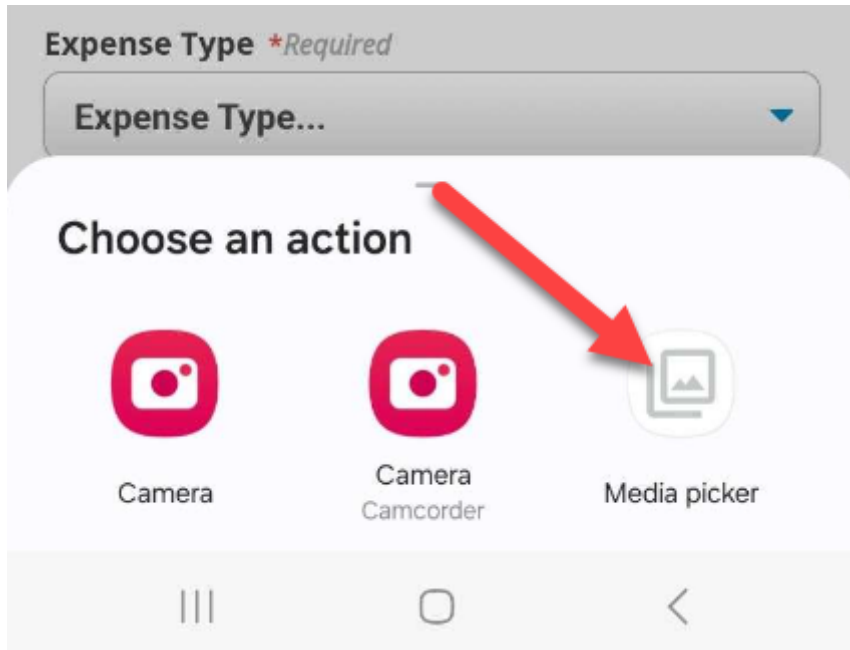 Expense Type *Required
Expense Type...
Choose an action
Camera
Camera
Camcorder
Media picker